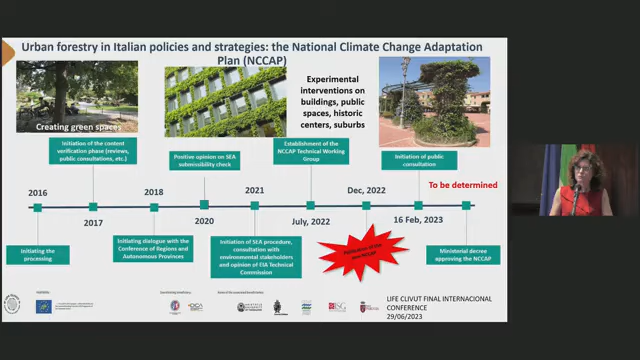 Urban forestry in Italian policies and strategies: the National Climate Change Adaptation
Plan (NCCAP)
Creating green spaces
Experimental
interventions on
buildings, public
spaces, historic
centers, suburbs
Initiation of the content
verification phase (reviews,
public consultations, etc.)
Positive opinion on SEA
submissibility check
Establishment of the
NCCAP Technical Working
Group
Initiation of public
consultation
To be determined
2016
2017
2018
2020
2021
July, 2022
Dec, 2022
16 Feb, 2023
Initiating the
processing
Initiating dialogue with the
Conference of Regions and
Autonomous Provinces
Initiation of SEA procedure,
consultation with
environmental stakeholders
and opinion of EIA Technical
Commission
Ministerial decree
approving the NCCAP
LIFE CLIVUT FINAL INTERNACIONAL
CONFERENCE
29/06/2023